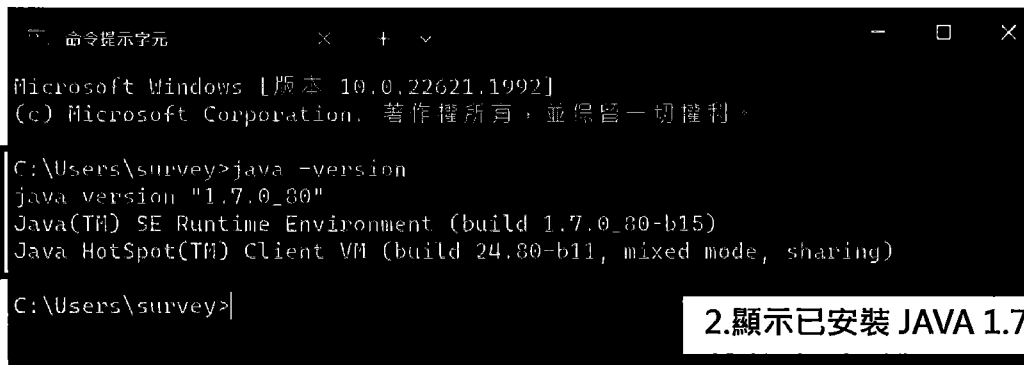 命令提示字元
Microsoft Windows [版本 10.0.22621.1992]
(c) Microsoft Corporation. 著作權所有,並保留一切權利。
C:\Users\survey>java -version
java version "1.7.0_80"
Java(TM) SE Runtime Environment (build 1.7.0_80-b15)
Java HotSpot(TM) Client VM (build 24.80-b11, mixed mode, sharing)
C:\Users\survey>
2.顯示已安裝 JAVA 1.7